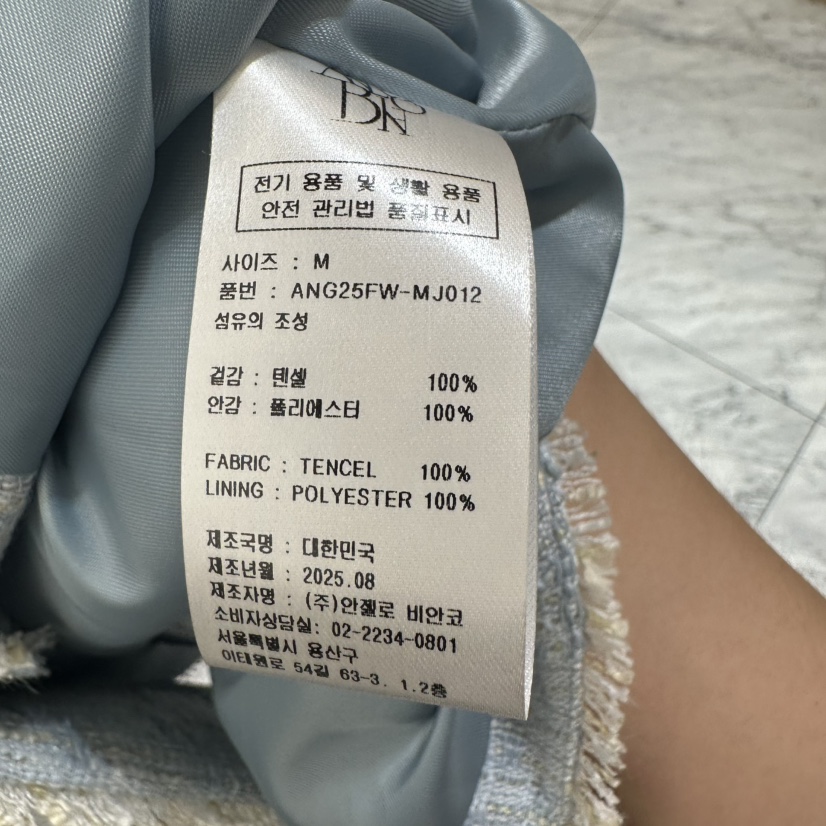 전기 용품 및 생활 용품
안전 관리법 품질표시
사이즈 : M
품번 : ANG25FW-MJ012
섬유의 조성
겉감 : 텐셀 100%
안감 : 폴리에스터 100%
FABRIC : TENCEL 100%
LINING : POLYESTER 100%
제조국명 : 대한민국
제조년월 : 2025.08
제조자명 : (주)안젤로 비안코
소비자상담실: 02-2234-0801
서울특별시 용산구
이태원로 54길 63-3. 1.2층